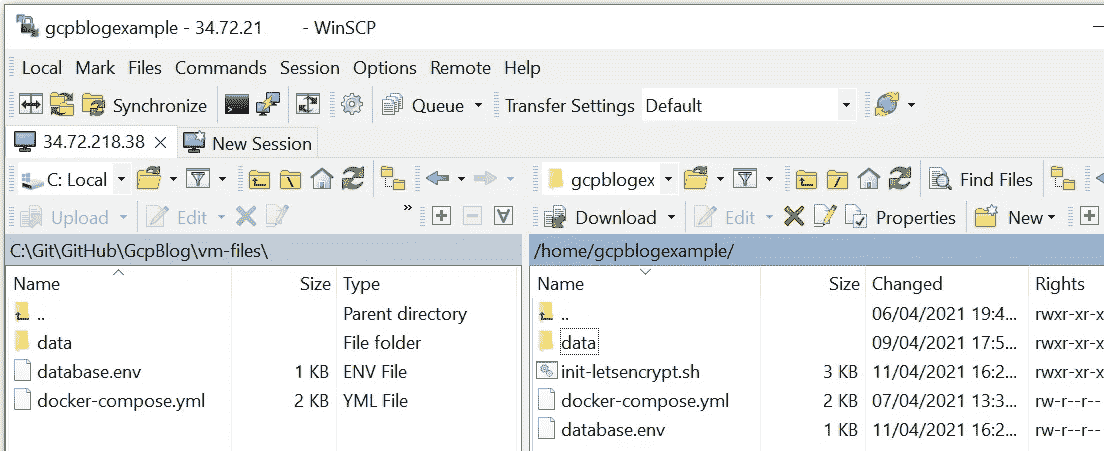 gcpblogexample - 34.72.21 - WinSCP
Local Mark Files Commands Session Options Remote Help
Synchronize Queue Transfer Settings Default
34.72.218.38 New Session
C: Local gcpblogex Find Files
Upload Edit » Download Edit Properties New
C:\Git\GitHub\GcpBlog\vm-files\ /home/gcpblogexample/
Name Size Type Name Size Changed Rights
.. Parent directory .. 06/04/2021 19:4... rwxr-xr-x
data File folder data 09/04/2021 17:5... rwxr-xr-x
database.env 1 KB ENV File init-letsencrypt.sh 3 KB 11/04/2021 16:2... rwxr-xr-x
docker-compose.yml 2 KB YML File docker-compose.yml 2 KB 07/04/2021 13:3... rw-r--r--
database.env 1 KB 11/04/2021 16:2... rw-r--r--